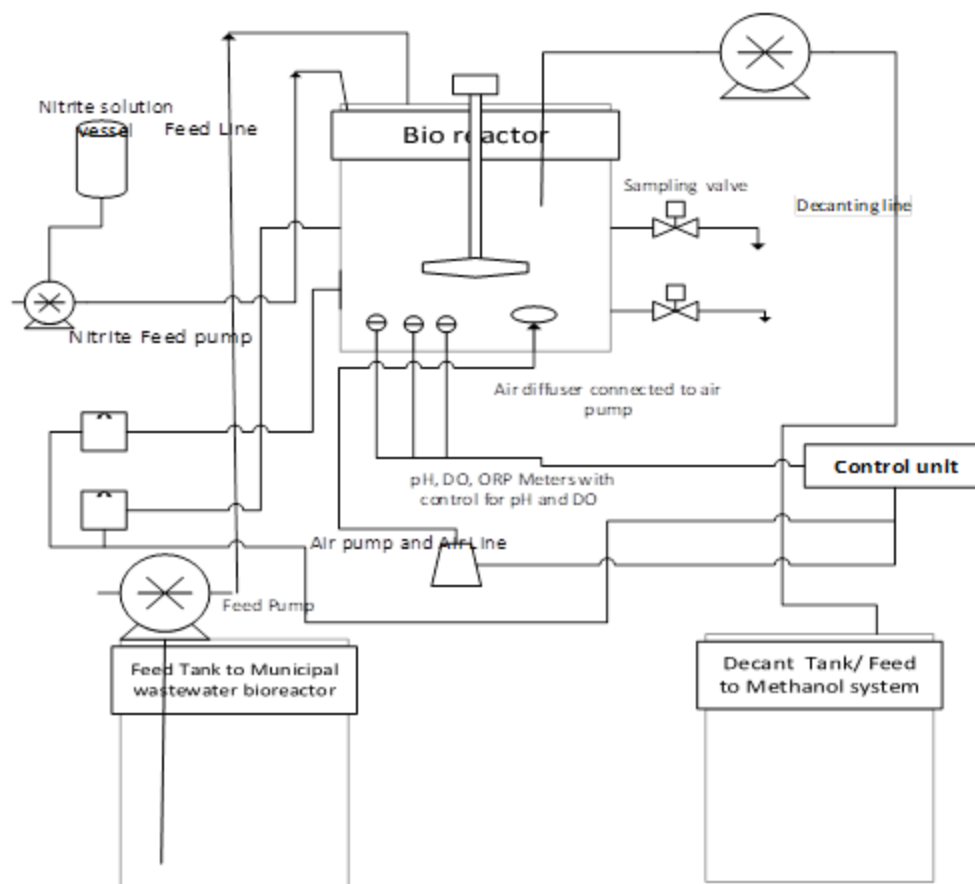 Nitrite solution
vessel
Feed Line
Bio reactor
Sampling valve
Decanting line
Nitrite Feed pump
Air diffuser connected to air
pump
Control unit
pH, DO, ORP Meters with
control for pH and DO
Air pump and Air Line
Feed Pump
Feed Tank to Municipal
wastewater bioreactor
Decant Tank/ Feed
to Methanol system